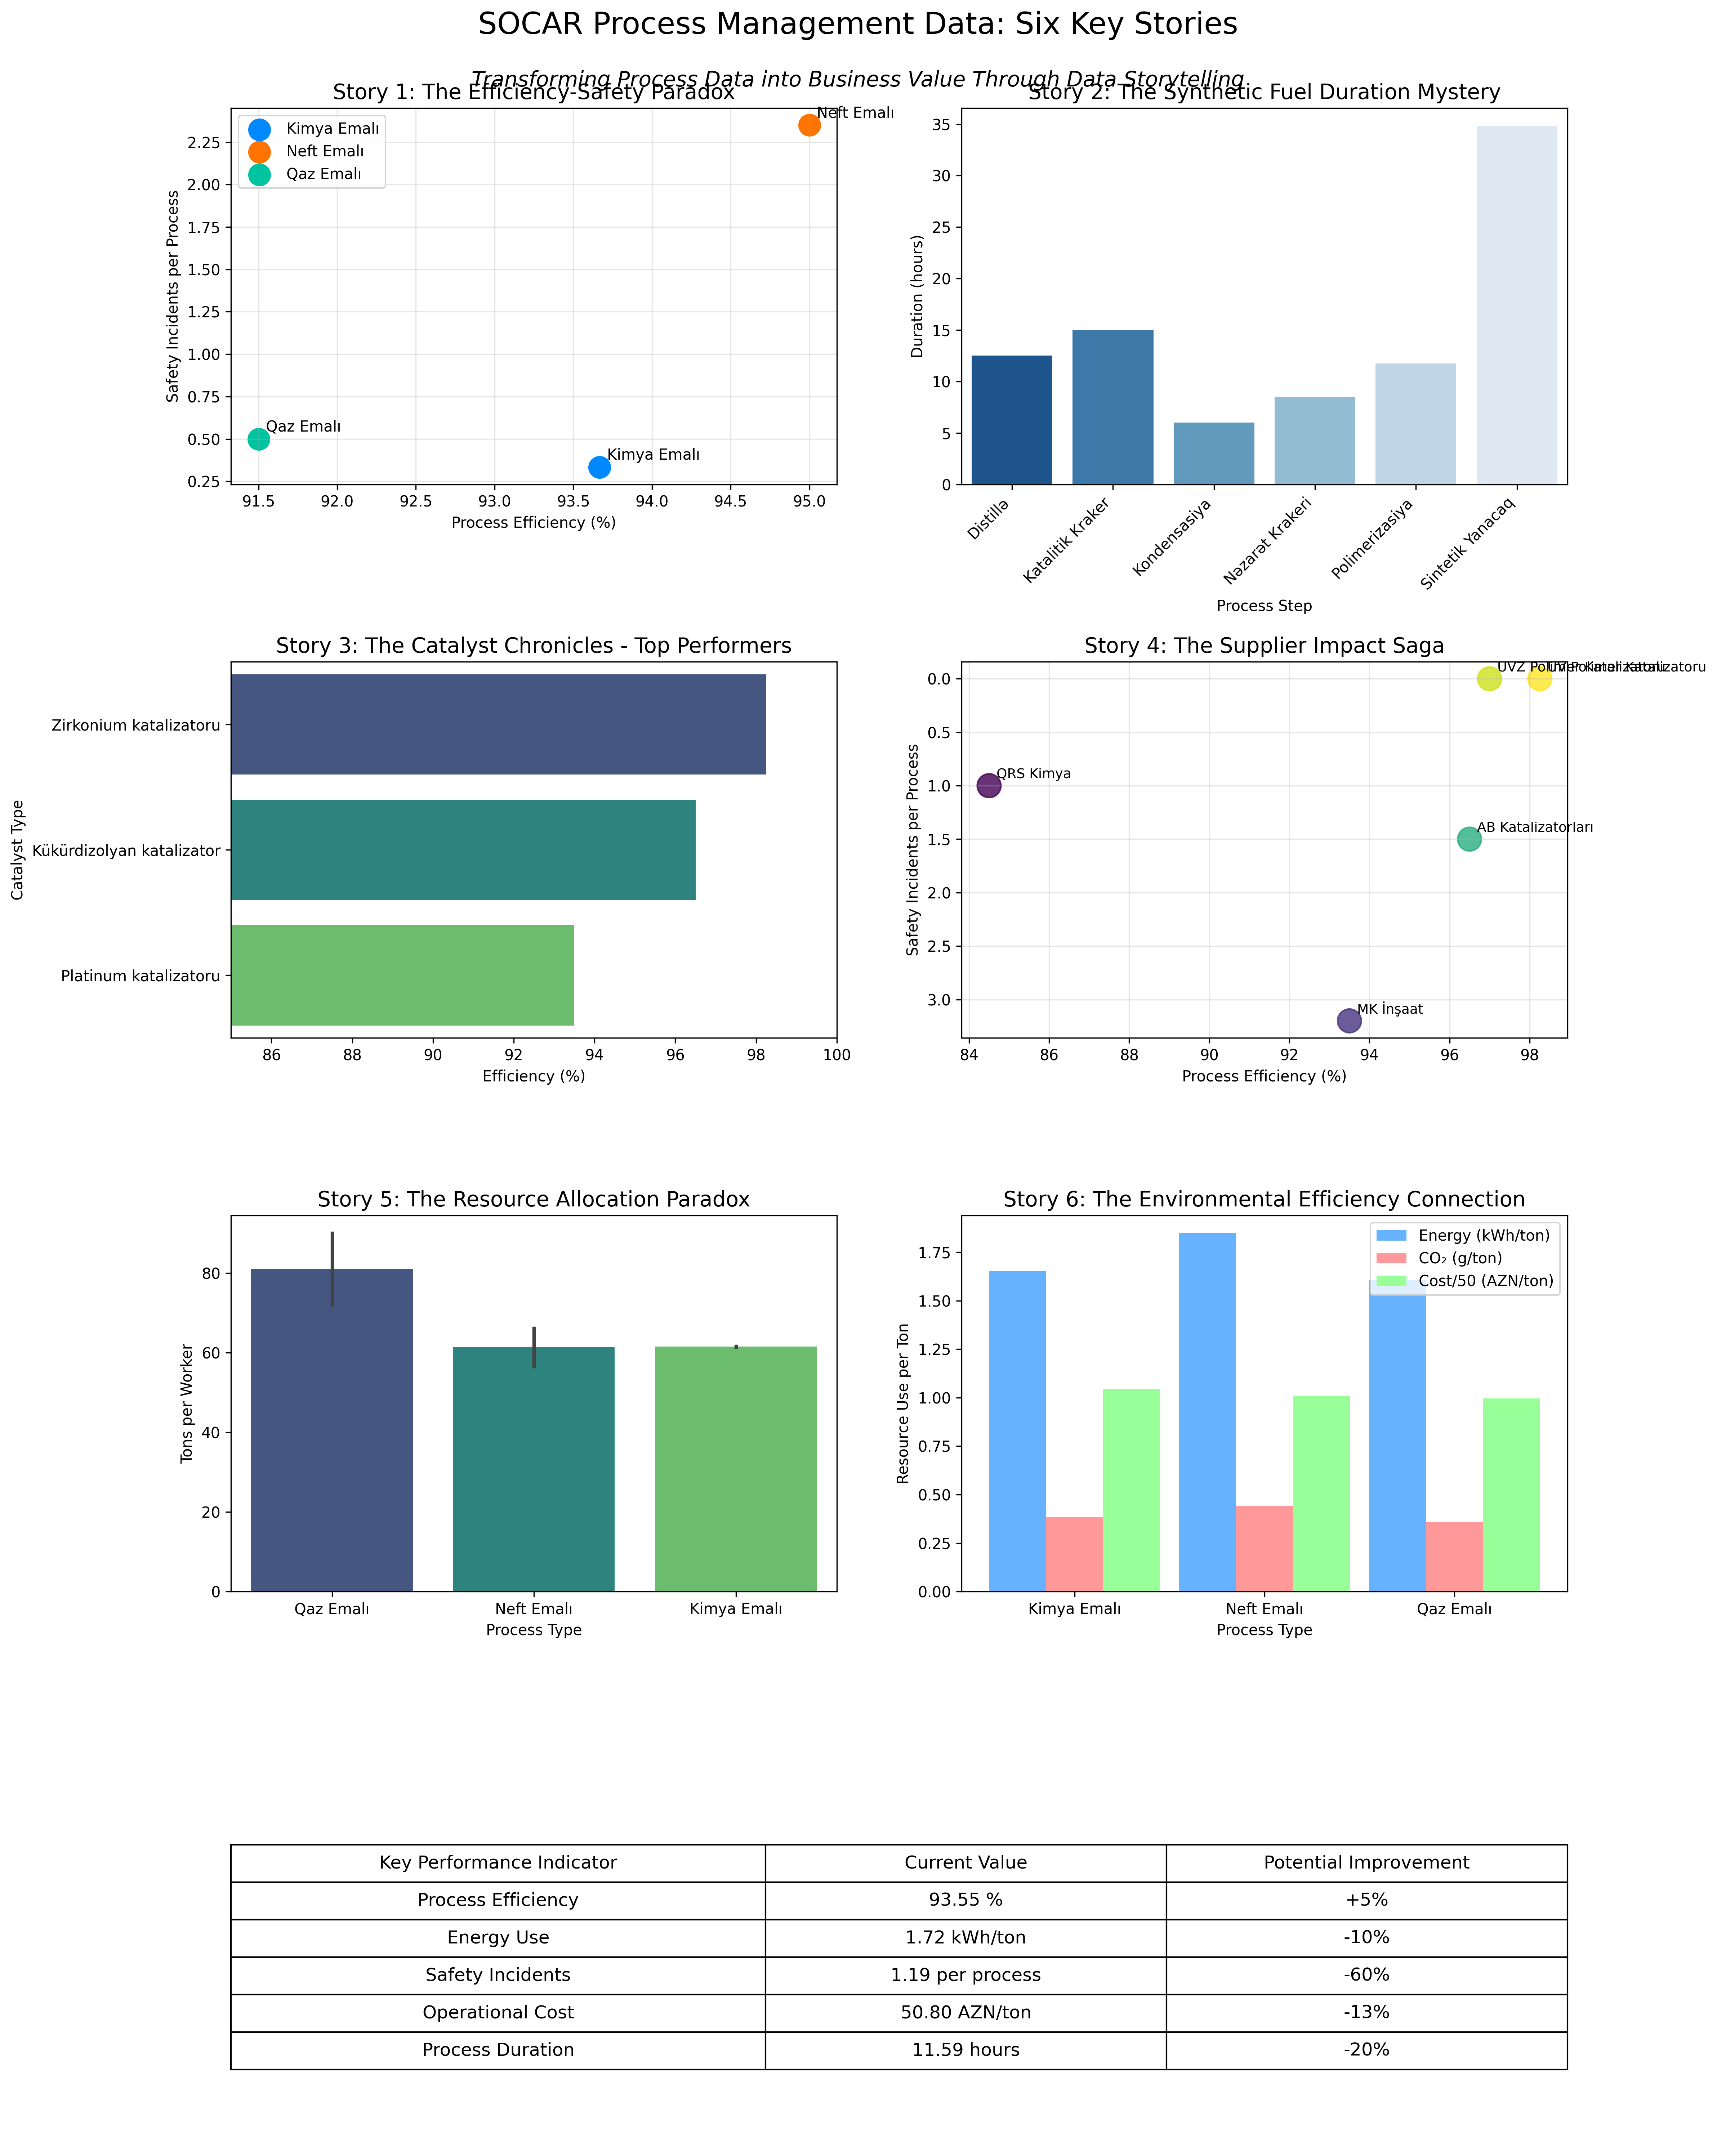 SOCAR Process Management Data: Six Key Stories
Transforming Process Data into Business Value Through Data Storytelling
Story 1: The Efficiency-Safety Paradox
Kimya Emalı
Neft Emalı
Qaz Emalı
Neft Emalı
Qaz Emalı
Kimya Emalı
Safety Incidents per Process
2.25
2.00
1.75
1.50
1.25
1.00
0.75
0.50
0.25
91.5 92.0 92.5 93.0 93.5 94.0 94.5 95.0
Process Efficiency (%)
Story 2: The Synthetic Fuel Duration Mystery
Duration (hours)
35
30
25
20
15
10
5
0
Distillə
Katalitik Kraker
Kondensasiya
Nəzarət Krakeri
Polimerizasiya
Sintetik Yanacaq
Process Step
Story 3: The Catalyst Chronicles - Top Performers
Catalyst Type
Zirkonium katalizatoru
Kükürdizolyan katalizator
Platinum katalizatoru
86 88 90 92 94 96 98 100
Efficiency (%)
Story 4: The Supplier Impact Saga
Safety Incidents per Process
0.0
0.5
1.0
1.5
2.0
2.5
3.0
UVZ
Katalizatoru
QRS Kimya
AB Katalizatorları
MK İnşaat
84 86 88 90 92 94 96 98
Process Efficiency (%)
Story 5: The Resource Allocation Paradox
Tons per Worker
80
60
40
20
0
Qaz Emalı Neft Emalı Kimya Emalı
Process Type
Story 6: The Environmental Efficiency Connection
Energy (kWh/ton)
CO₂ (g/ton)
Cost/50 (AZN/ton)
Resource Use per Ton
1.75
1.50
1.25
1.00
0.75
0.50
0.25
0.00
Kimya Emalı Neft Emalı Qaz Emalı
Process Type
Key Performance Indicator Current Value Potential Improvement
Process Efficiency 93.55 % +5%
Energy Use 1.72 kWh/ton -10%
Safety Incidents 1.19 per process -60%
Operational Cost 50.80 AZN/ton -13%
Process Duration 11.59 hours -20%